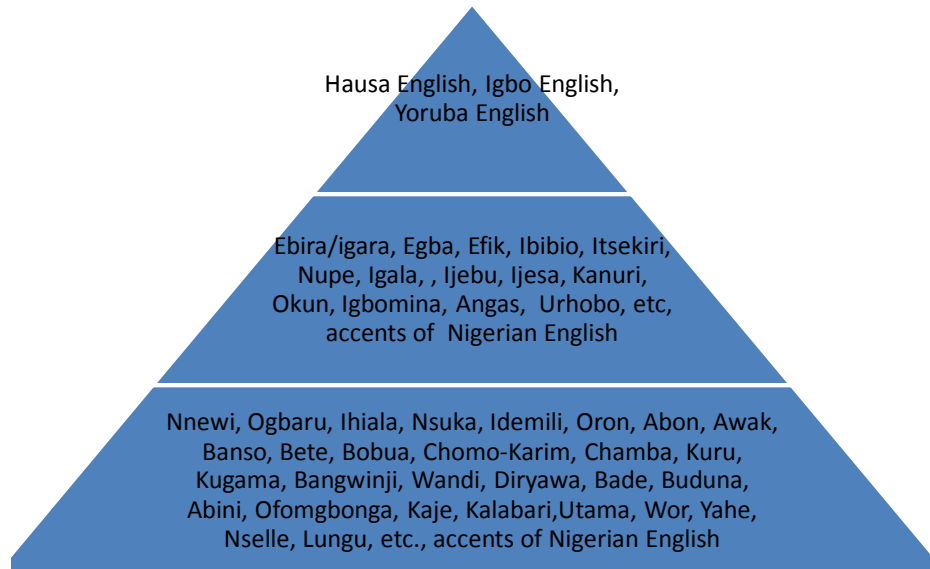 Hausa English, Igbo English,
Yoruba English
Ebira/igara, Egba, Efik, Ibibio, Itsekiri,
Nupe, Igala, , Ijebu, Ijesa, Kanuri,
Okun, Igbomina, Angas, Urhobo, etc,
accents of Nigerian English
Nnewi, Ogbaru, Ihiala, Nsuka, Idemili, Oron, Abon, Awak,
Banso, Bete, Bobua, Chomo-Karim, Chamba, Kuru,
Kugama, Bangwinji, Wandi, Diryawa, Bade, Buduna,
Abini, Ofomgbonga, Kaje, Kalabari,Utama, Wor, Yahe,
Nselle, Lungu, etc., accents of Nigerian English